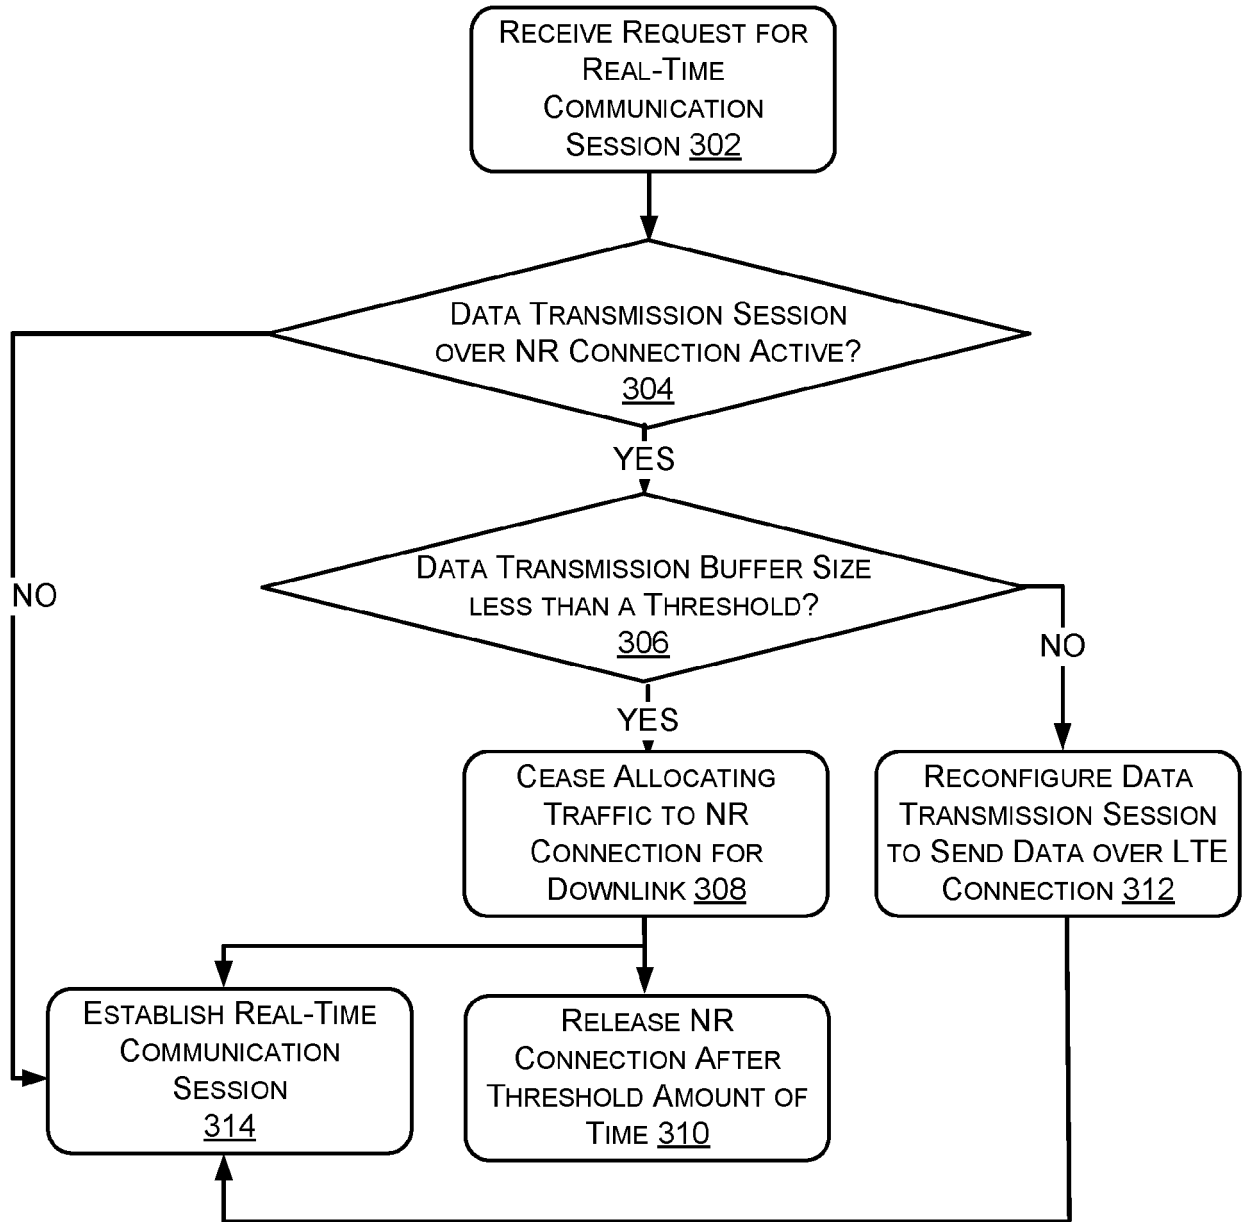 RECEIVE REQUEST FOR
REAL-TIME
COMMUNICATION
SESSION 302
DATA TRANSMISSION SESSION
OVER NR CONNECTION ACTIVE?
304
YES
DATA TRANSMISSION BUFFER SIZE
LESS THAN A THRESHOLD?
306
NO
NO
YES
CEASE ALLOCATING
TRAFFIC TO NR
CONNECTION FOR
DOWNLINK 308
RECONFIGURE DATA
TRANSMISSION SESSION
TO SEND DATA OVER LTE
CONNECTION 312
ESTABLISH REAL-TIME
COMMUNICATION
SESSION
314
RELEASE NR
CONNECTION AFTER
THRESHOLD AMOUNT OF
TIME 310